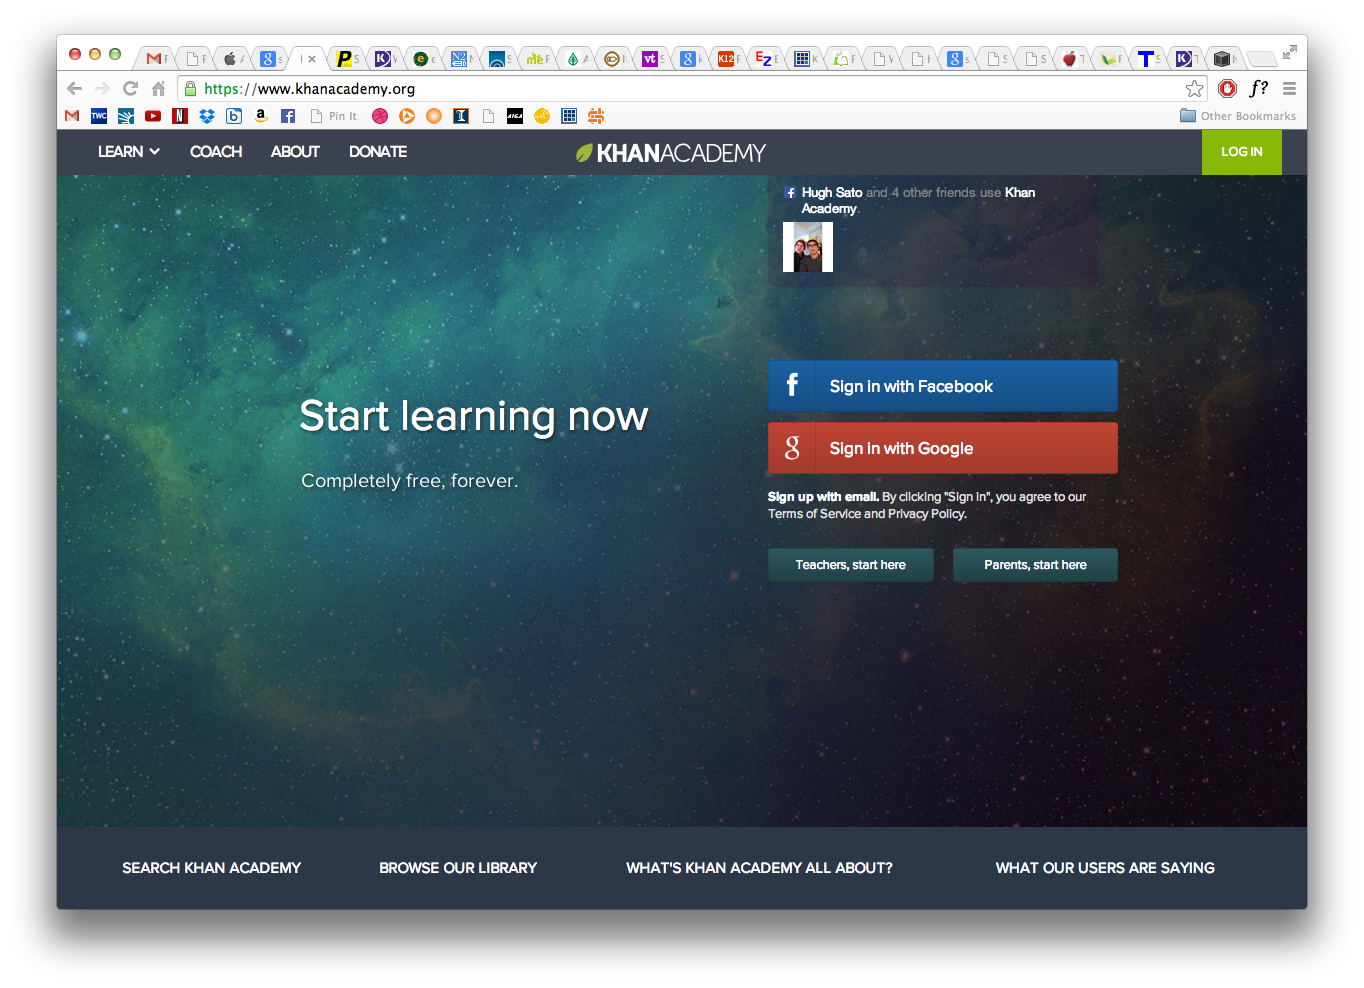 https://www.khanacademy.org
Pin It
Other Bookmarks
LEARN COACH ABOUT DONATE
KHANACADEMY
LOG IN
Hugh Sato and 4 other friends use Khan
Academy.
Start learning now
Completely free, forever.
Sign in with Facebook
Sign in with Google
Sign up with email. By clicking "Sign in", you agree to our
Terms of Service and Privacy Policy.
Teachers, start here
Parents, start here
SEARCH KHAN ACADEMY
BROWSE OUR LIBRARY
WHAT'S KHAN ACADEMY ALL ABOUT?
WHAT OUR USERS ARE SAYING